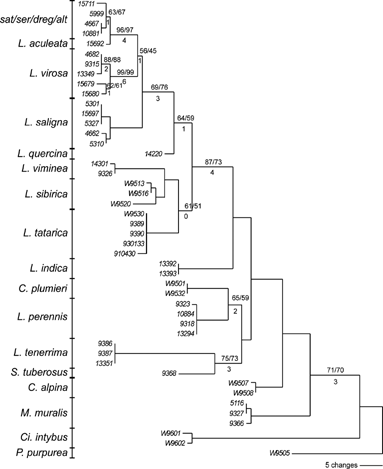 15711
63/67
5999
sat/ser/dreg/alt
4667
1
96/97
10881
4
56/45
L. aculeata
15692
1
4682
88/88
9315
2
99/99
L. virosa
13349
6
15679
69/76
15680
1
3
5301
15697
64/59
L. saligna
5327
1
4662
5310
L. quercina
14220
87/73
L. viminea
14301
4
9326
W9513
L. sibirica
W9516
W9520
61/51
W9530
0
9389
L. tatarica
9390
930133
910430
L. indica
13392
13393
C. plumieri
W9501
W9532
65/59
9323
2
L. perennis
10884
9318
13294
9386
L. tenerrima
9387
75/73
13351
3
S. tuberosus
9368
71/70
C. alpina
W9507
3
W9508
5116
M. muralis
9327
9366
Ci. intybus
W9601
W9602
P. purpurea
W9505
5 changes